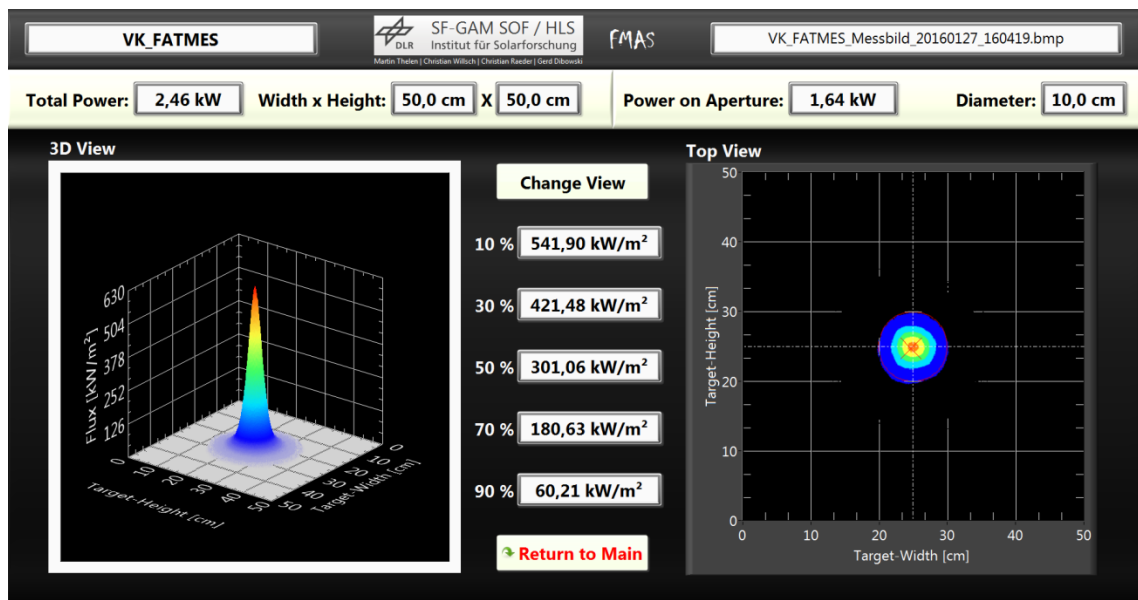 VK_FATMES
DLR
SF-GAM SOF / HLS
Institut für Solarforschung
Martin Thelen | Christian Willsch | Christian Raeder | Gerd Dibowski
FMAS
VK_FATMES_Messbild_20160127_160419.bmp
Total Power: 2,46 kW Width x Height: 50,0 cm X 50,0 cm Power on Aperture: 1,64 kW Diameter: 10,0 cm
3D View
630
504
378
252
126
Flux [kW/m²]
0 10 20 30 40 50
Target-Height [cm]
50 40 30 20 10 0
Target-Width [cm]
Change View
10 % 541,90 kW/m²
30 % 421,48 kW/m²
50 % 301,06 kW/m²
70 % 180,63 kW/m²
90 % 60,21 kW/m²
Return to Main
Top View
50
40
30
20
10
0
Target-Height [cm]
0 10 20 30 40 50
Target-Width [cm]